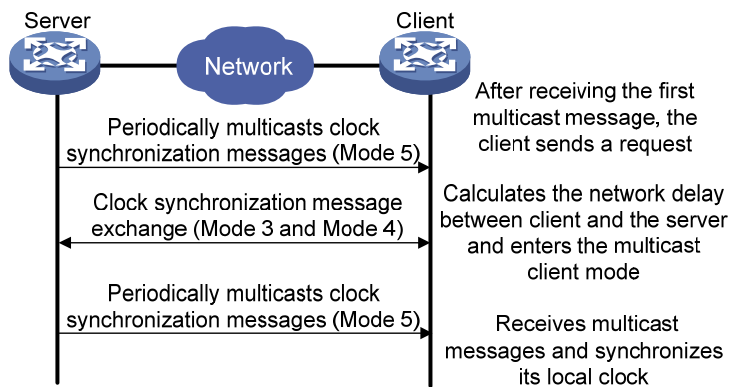 Server
Client
Network
After receiving the first
multicast message, the
client sends a request
Periodically multicasts clock
synchronization messages (Mode 5)
Clock synchronization message
exchange (Mode 3 and Mode 4)
Calculates the network delay
between client and the server
and enters the multicast
client mode
Periodically multicasts clock
synchronization messages (Mode 5)
Receives multicast
messages and synchronizes
its local clock